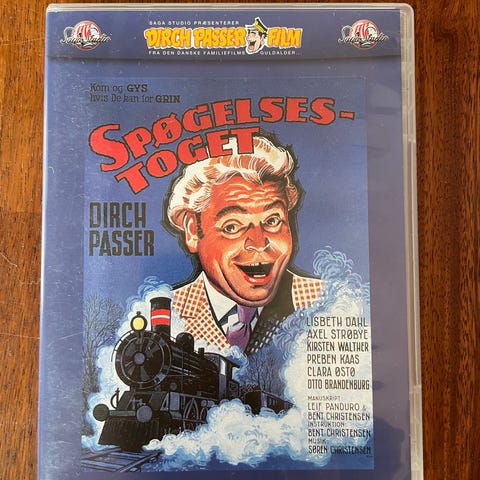 SAGA STUDIO PRÆSENTERER
DIRCH PASSER FILM
FRA DEN DANSKE FAMILIEFILMS GULDALDER...
Kom og GYS
hvis De kan for GRIN
SPØGELSES-
TOGET
DIRCH
PASSER
LISBETH DAHL
AXEL STRØBYE
KIRSTEN WALTHER
PREBEN KAAS
CLARA ØSTØ
OTTO BRANDENBURG
MANUSKRIPT:
LEIF PANDURO &
BENT CHRISTENSEN
INSTRUKTION:
BENT CHRISTENSEN
MUSIK:
SØREN CHRISTENSEN